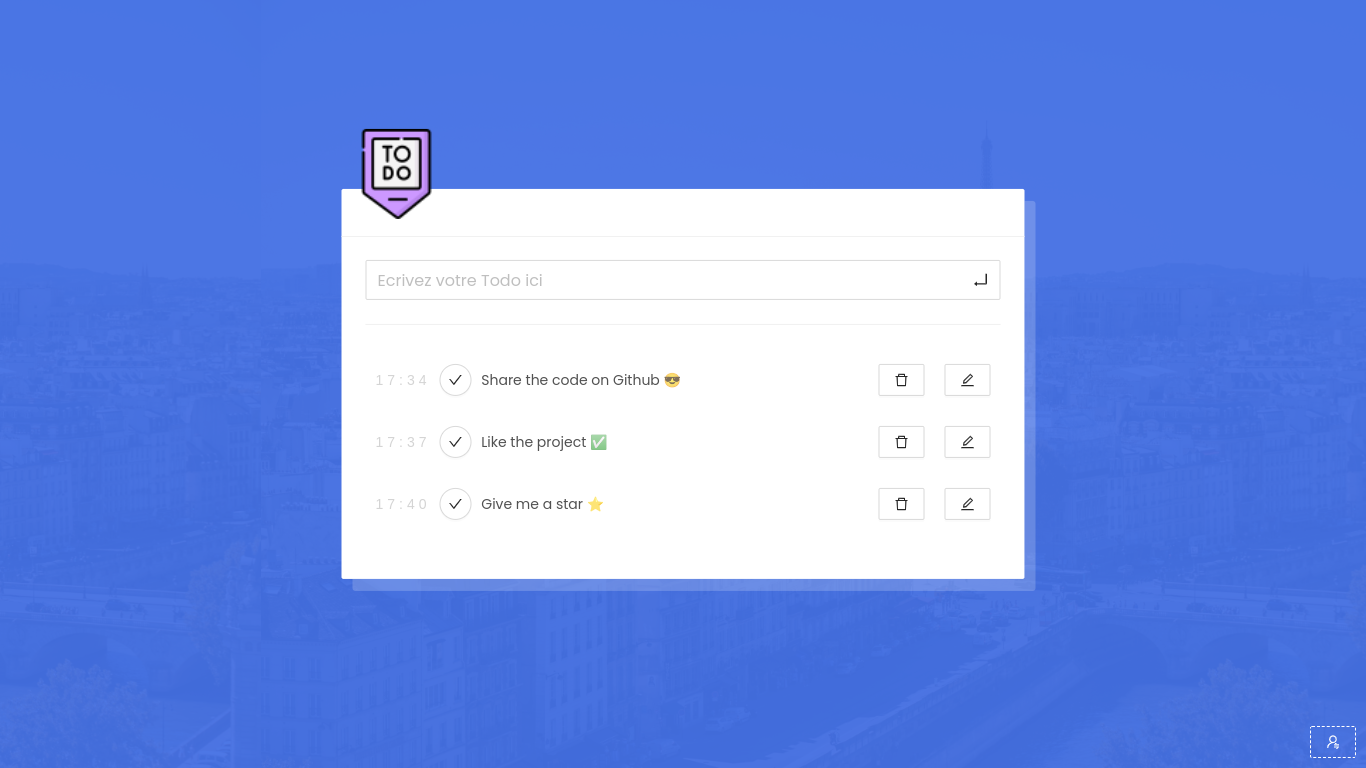 TO
DO
Ecrivez votre Todo ici
17:34 Share the code on Github 😎
17:37 Like the project ✅
17:40 Give me a star ⭐